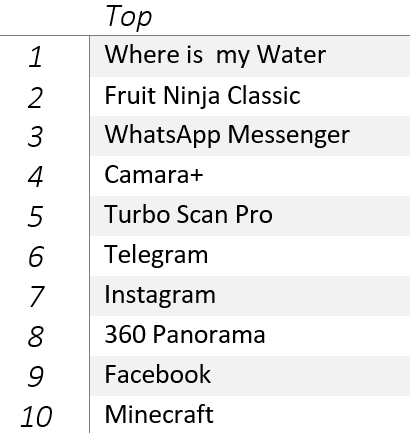 Top
1 Where is  my Water
2 Fruit Ninja Classic
3 WhatsApp Messenger
4 Camara+
5 Turbo Scan Pro
6 Telegram
7 Instagram
8 360 Panorama
9 Facebook
10 Minecraft